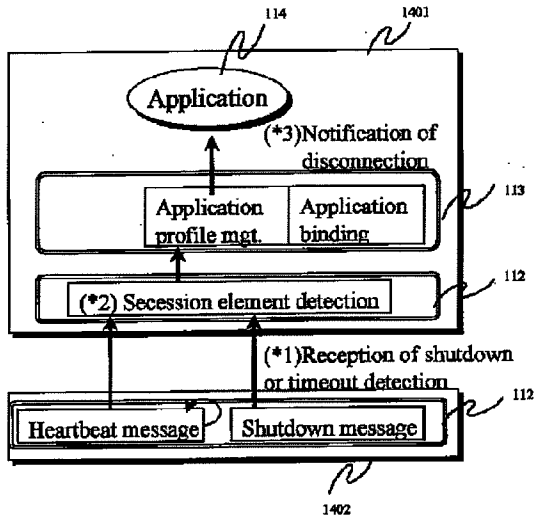 114
1401
Application
(*3)Notification of
disconnection
113
Application
profile mgt.
Application
binding
112
(*2) Secession element detection
(*1)Reception of shutdown
or timeout detection
112
Heartbeat message
Shutdown message
1402